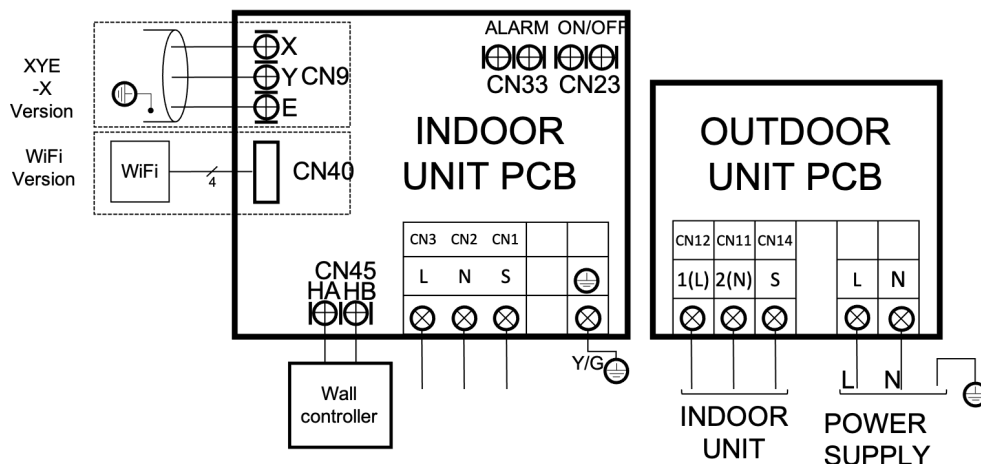 XYE
-X
Version
X
Y CN9
E
ALARM ON/OFF
CN33 CN23
INDOOR
UNIT PCB
WiFi
Version
WiFi
4
CN40
CN3 CN2 CN1
L N S
CN45
HA HB
Y/G
Wall
controller
OUTDOOR
UNIT PCB
CN12 CN11 CN14
1(L) 2(N) S L N
L N
INDOOR
UNIT
POWER
SUPPLY